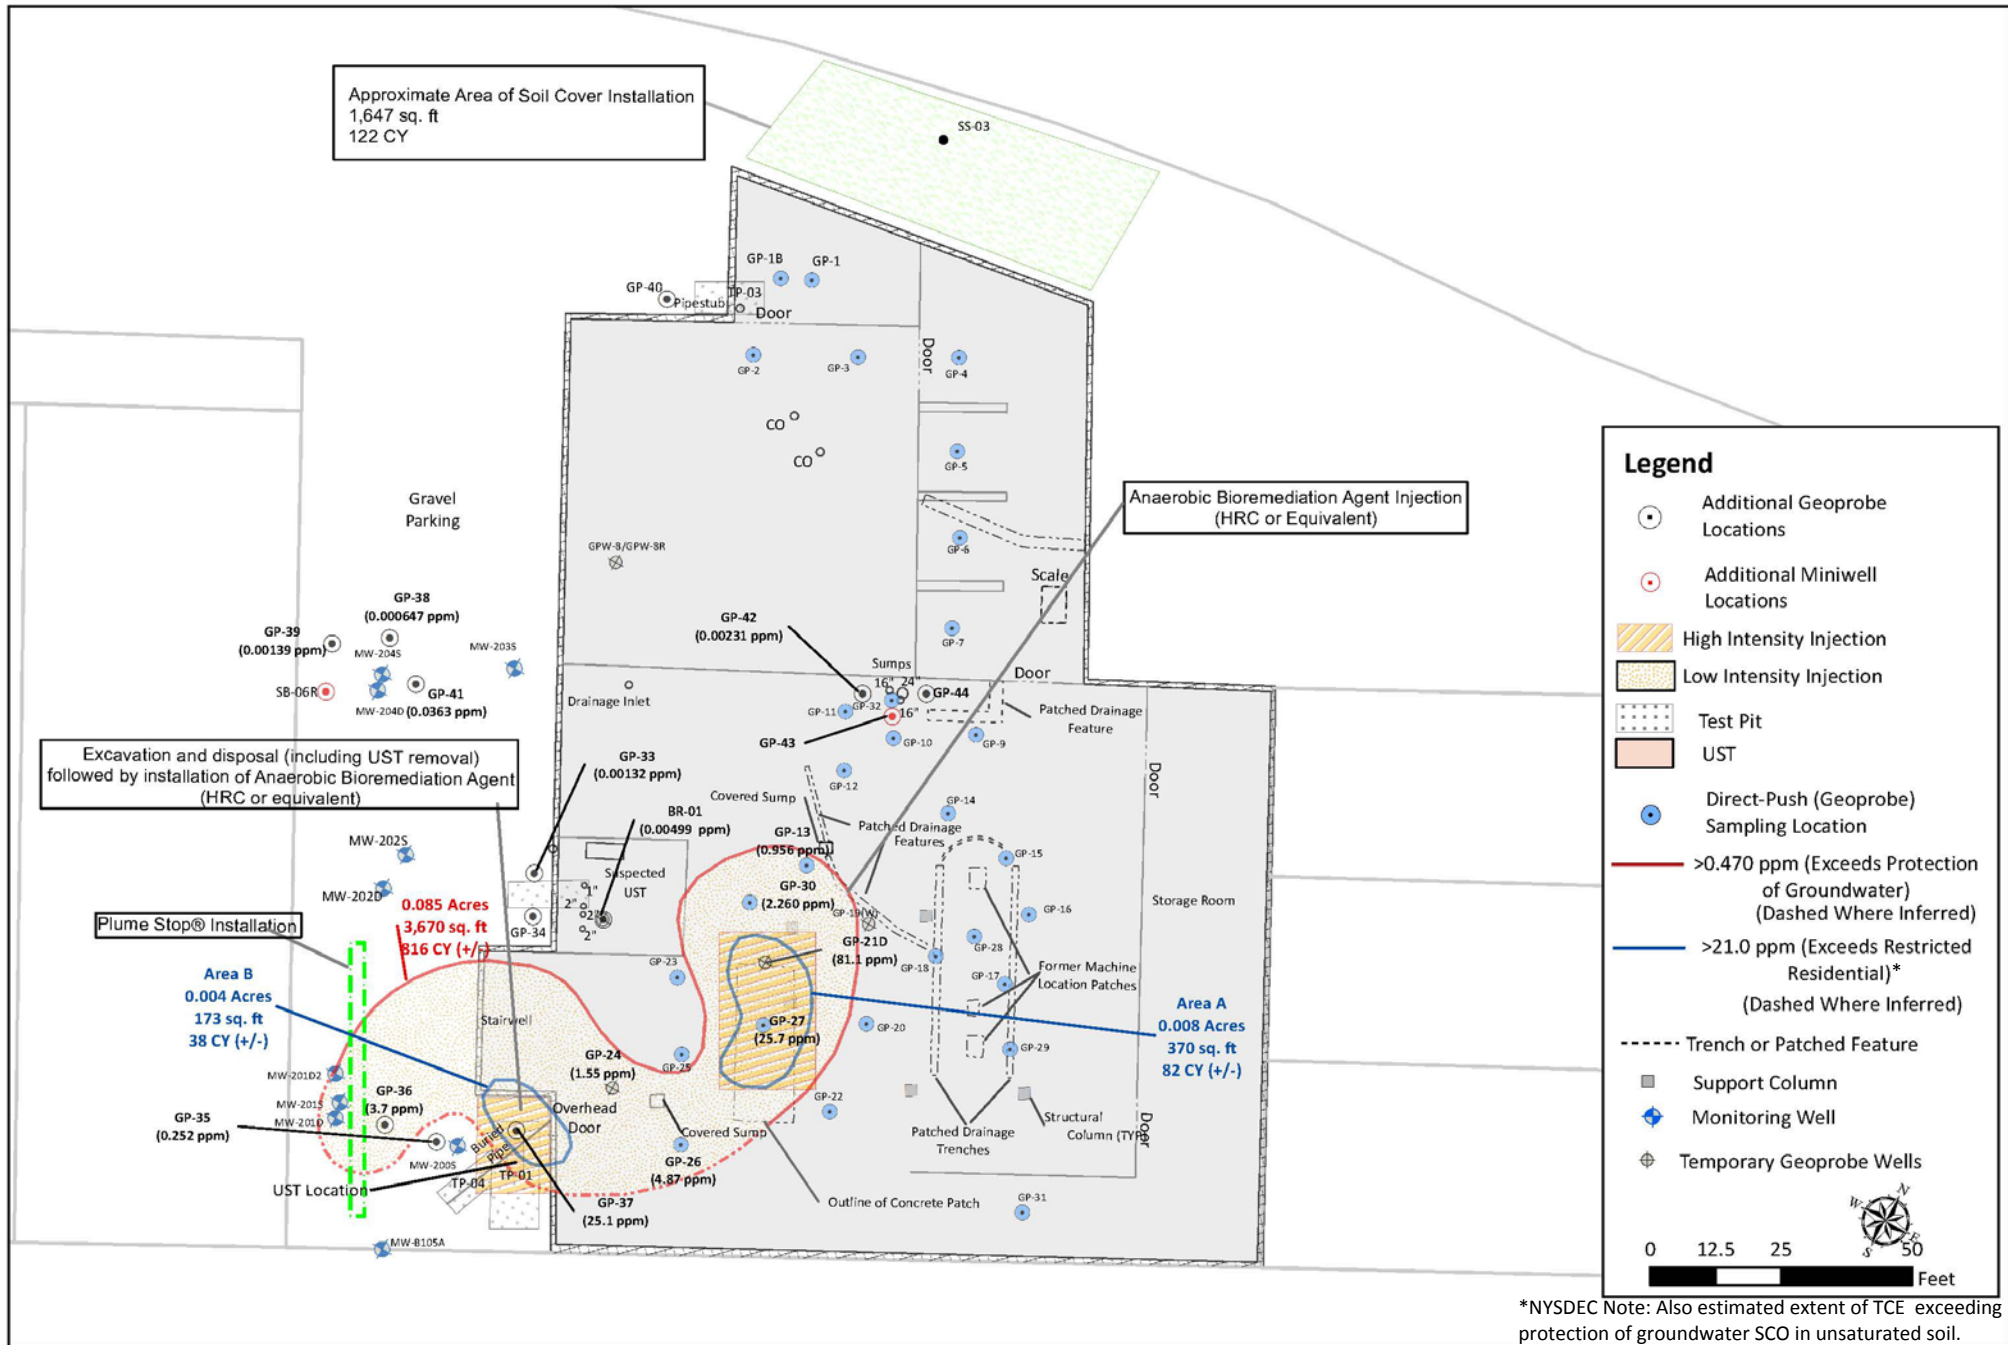 Approximate Area of Soil Cover Installation
1,647 sq. ft
122 CY
SS-03
GP-1B
GP-1
GP-40
TP-03
Pipestub
Door
GP-2
GP-3
Door
GP-4
CO
CO
GP-5
Gravel
Parking
Anaerobic Bioremediation Agent Injection
(HRC or Equivalent)
GPW-8/GPW-8R
GP-6
Scale
GP-38
(0.000647 ppm)
GP-39
(0.00139 ppm)
MW-204S
MW-203S
GP-42
(0.00231 ppm)
GP-7
SB-06R
GP-41
MW-204D
(0.0363 ppm)
Sumps
16"
24"
Door
GP-44
Drainage Inlet
GP-11
GP-32
16"
Patched Drainage
Feature
GP-43
GP-10
GP-9
Excavation and disposal (including UST removal)
followed by installation of Anaerobic Bioremediation Agent
(HRC or equivalent)
GP-33
(0.00132 ppm)
GP-12
Door
Covered Sump
GP-14
BR-01
(0.00499 ppm)
GP-13
(0.956 ppm)
Patched Drainage
Features
MW-202S
GP-15
Suspected
UST
1"
2"
2"
2"
GP-30
(2.260 ppm)
MW-202D
0.085 Acres
3,670 sq. ft
816 CY (+/-)
GP-34
GP-19(W)
GP-16
Storage Room
Plume Stop® Installation
GP-21D
(81.1 ppm)
GP-28
GP-18
GP-17
Former Machine
Location Patches
GP-23
Area B
0.004 Acres
173 sq. ft
38 CY (+/-)
Stairwell
GP-27
(25.7 ppm)
GP-20
Area A
0.008 Acres
370 sq. ft
82 CY (+/-)
GP-24
(1.55 ppm)
GP-25
GP-29
MW-201D2
MW-201S
MW-201D
GP-36
(3.7 ppm)
GP-35
(0.252 ppm)
Overhead
Door
GP-22
Structural
Column (TYP)
Door
Buried
Pipe
Covered Sump
Patched Drainage
Trenches
MW-200S
TP-01
TP-04
GP-26
(4.87 ppm)
UST Location
GP-37
(25.1 ppm)
Outline of Concrete Patch
GP-31
MW-B105A
Legend
Additional Geoprobe
Locations
Additional Miniwell
Locations
High Intensity Injection
Low Intensity Injection
Test Pit
UST
Direct-Push (Geoprobe)
Sampling Location
>0.470 ppm (Exceeds Protection
of Groundwater)
(Dashed Where Inferred)
>21.0 ppm (Exceeds Restricted
Residential)*
(Dashed Where Inferred)
Trench or Patched Feature
Support Column
Monitoring Well
Temporary Geoprobe Wells
N
W
E
S
0 12.5 25 50
Feet
*NYSDEC Note: Also estimated extent of TCE exceeding
protection of groundwater SCO in unsaturated soil.